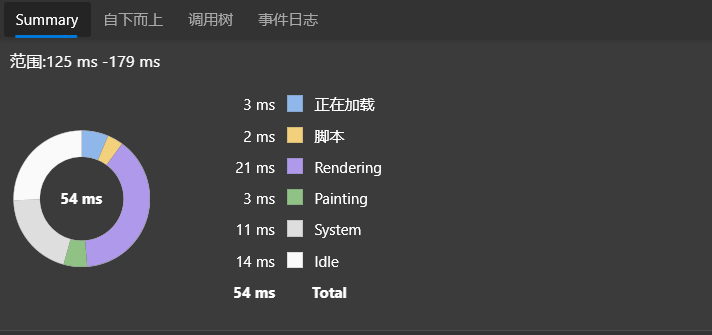 Summary 自下而上 调用树 事件日志
范围:125 ms -179 ms
3 ms 正在加载
2 ms 脚本
21 ms Rendering
54 ms
3 ms Painting
11 ms System
14 ms Idle
54 ms Total